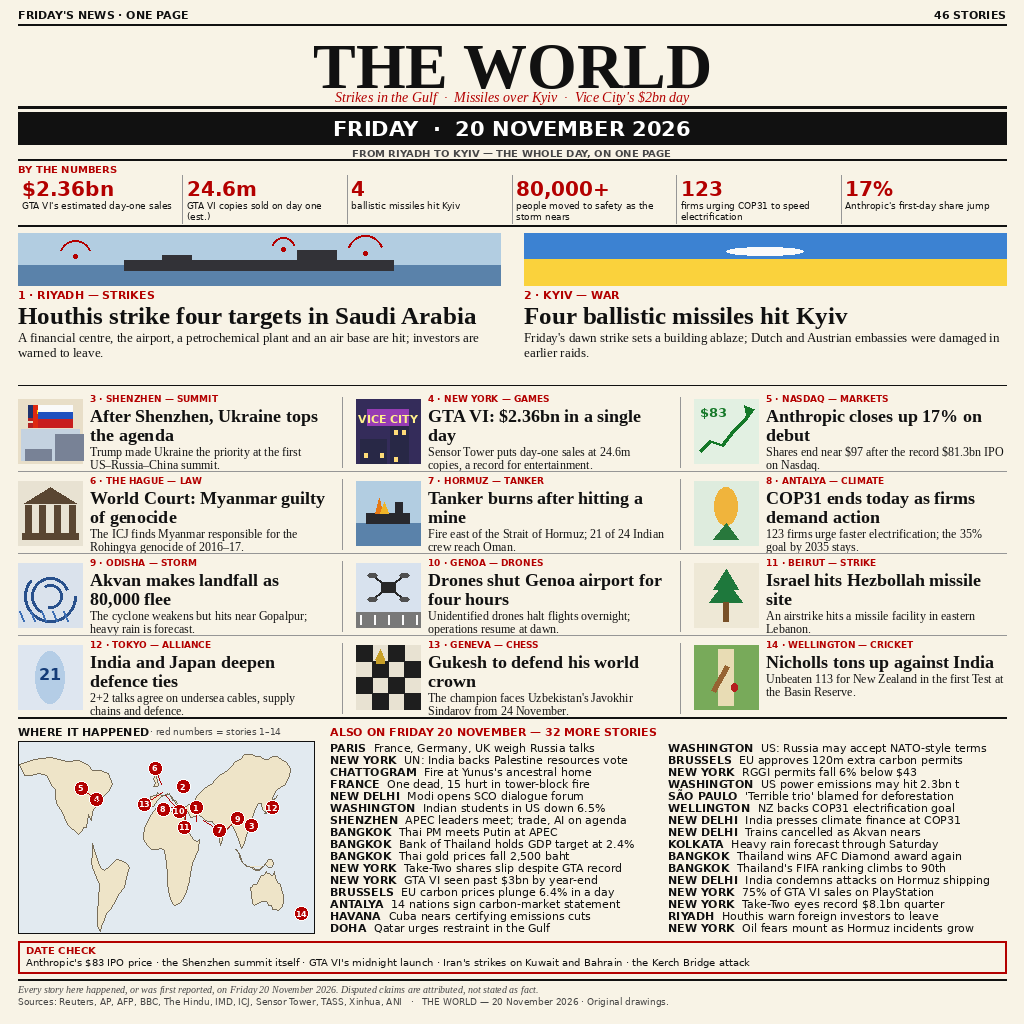 FRIDAY'S NEWS · ONE PAGE
46 STORIES
THE WORLD
Strikes in the Gulf · Missiles over Kyiv · Vice City's $2bn day
FRIDAY · 20 NOVEMBER 2026
FROM RIYADH TO KYIV — THE WHOLE DAY, ON ONE PAGE
BY THE NUMBERS
$2.36bn
GTA VI's estimated day-one sales
24.6m
GTA VI copies sold on day one
(est.)
4
ballistic missiles hit Kyiv
80,000+
people moved to safety as the
storm nears
123
firms urging COP31 to speed
electrification
17%
Anthropic's first-day share jump
1 · RIYADH — STRIKES
Houthis strike four targets in Saudi Arabia
A financial centre, the airport, a petrochemical plant and an air base are hit; investors are
warned to leave.
2 · KYIV — WAR
Four ballistic missiles hit Kyiv
Friday's dawn strike sets a building ablaze; Dutch and Austrian embassies were damaged in
earlier raids.
3 · SHENZHEN — SUMMIT
After Shenzhen, Ukraine tops
the agenda
Trump made Ukraine the priority at the first
US–Russia–China summit.
VICE CITY
4 · NEW YORK — GAMES
GTA VI: $2.36bn in a single
day
Sensor Tower puts day-one sales at 24.6m
copies, a record for entertainment.
$83
5 · NASDAQ — MARKETS
Anthropic closes up 17% on
debut
Shares end near $97 after the record $81.3bn IPO
on Nasdaq.
6 · THE HAGUE — LAW
World Court: Myanmar guilty
of genocide
The ICJ finds Myanmar responsible for the
Rohingya genocide of 2016–17.
7 · HORMUZ — TANKER
Tanker burns after hitting a
mine
Fire east of the Strait of Hormuz; 21 of 24 Indian
crew reach Oman.
8 · ANTALYA — CLIMATE
COP31 ends today as firms
demand action
123 firms urge faster electrification; the 35%
goal by 2035 stays.
9 · ODISHA — STORM
Akvan makes landfall as
80,000 flee
The cyclone weakens but hits near Gopalpur;
heavy rain is forecast.
10 · GENOA — DRONES
Drones shut Genoa airport for
four hours
Unidentified drones halt flights overnight;
operations resume at dawn.
11 · BEIRUT — STRIKE
Israel hits Hezbollah missile
site
An airstrike hits a missile facility in eastern
Lebanon.
21
12 · TOKYO — ALLIANCE
India and Japan deepen
defence ties
2+2 talks agree on undersea cables, supply
chains and defence.
13 · GENEVA — CHESS
Gukesh to defend his world
crown
The champion faces Uzbekistan's Javokhir
Sindarov from 24 November.
14 · WELLINGTON — CRICKET
Nicholls tons up against India
Unbeaten 113 for New Zealand in the first Test at
the Basin Reserve.
WHERE IT HAPPENED · red numbers = stories 1–14
6
5
4
2
13
8
10
1
11
7
9
3
12
14
ALSO ON FRIDAY 20 NOVEMBER — 32 MORE STORIES
PARIS France, Germany, UK weigh Russia talks
NEW YORK UN: India backs Palestine resources vote
CHATTOGRAM Fire at Yunus's ancestral home
FRANCE One dead, 15 hurt in tower-block fire
NEW DELHI Modi opens SCO dialogue forum
WASHINGTON Indian students in US down 6.5%
SHENZHEN APEC leaders meet; trade, AI on agenda
BANGKOK Thai PM meets Putin at APEC
BANGKOK Bank of Thailand holds GDP target at 2.4%
BANGKOK Thai gold prices fall 2,500 baht
NEW YORK Take-Two shares slip despite GTA record
NEW YORK GTA VI seen past $3bn by year-end
BRUSSELS EU carbon prices plunge 6.4% in a day
ANTALYA 14 nations sign carbon-market statement
HAVANA Cuba nears certifying emissions cuts
DOHA Qatar urges restraint in the Gulf
WASHINGTON US: Russia may accept NATO-style terms
BRUSSELS EU approves 120m extra carbon permits
NEW YORK RGGI permits fall 6% below $43
WASHINGTON US power emissions may hit 2.3bn t
SÃO PAULO 'Terrible trio' blamed for deforestation
WELLINGTON NZ backs COP31 electrification goal
NEW DELHI India presses climate finance at COP31
NEW DELHI Trains cancelled as Akvan nears
KOLKATA Heavy rain forecast through Saturday
BANGKOK Thailand wins AFC Diamond award again
BANGKOK Thailand's FIFA ranking climbs to 90th
NEW DELHI India condemns attacks on Hormuz shipping
NEW YORK 75% of GTA VI sales on PlayStation
NEW YORK Take-Two eyes record $8.1bn quarter
RIYADH Houthis warn foreign investors to leave
NEW YORK Oil fears mount as Hormuz incidents grow
DATE CHECK
Anthropic's $83 IPO price · the Shenzhen summit itself · GTA VI's midnight launch · Iran's strikes on Kuwait and Bahrain · the Kerch Bridge attack
Every story here happened, or was first reported, on Friday 20 November 2026. Disputed claims are attributed, not stated as fact.
Sources: Reuters, AP, AFP, BBC, The Hindu, IMD, ICJ, Sensor Tower, TASS, Xinhua, ANI · THE WORLD — 20 November 2026 · Original drawings.